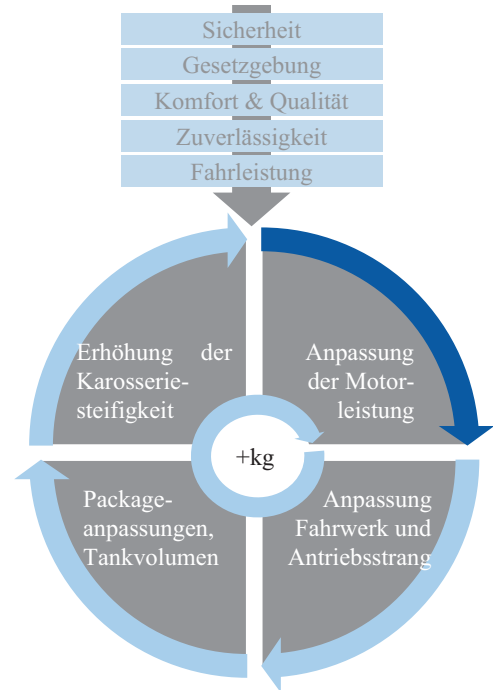 Sicherheit
Gesetzgebung
Komfort & Qualität
Zuverlässigkeit
Fahrleistung
Erhöhung der
Karosserie-
steifigkeit
Anpassung
der Motor-
leistung
+kg
Package-
anpassungen,
Tankvolumen
Anpassung
Fahrwerk und
Antriebsstrang